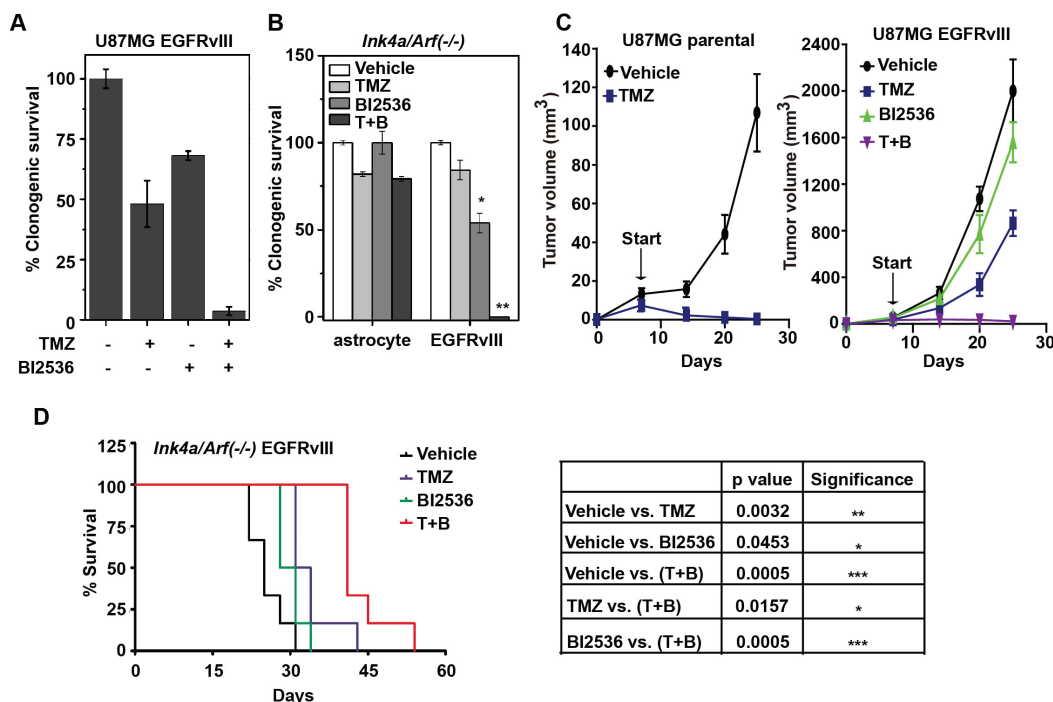 A
U87MG EGFRvIII
% Clonogenic survival
100
75
50
25
0
TMZ - + - +
BI2536 - - + +
B
Ink4a/Arf(-/-)
% Clonogenic survival
150
100
75
50
25
0
Vehicle
TMZ
BI2536
T+B
*
**
astrocyte EGFRvIII
C
U87MG parental
Tumor volume (mm3)
140
120
100
80
60
40
20
0
Vehicle
TMZ
Start
0 10 20 30
Days
U87MG EGFRvIII
Tumor volume (mm3)
2400
2000
1600
1200
800
400
0
Vehicle
TMZ
BI2536
T+B
Start
0 10 20 30
Days
D
Ink4a/Arf(-/-) EGFRvIII
% Survival
125
100
75
50
25
0
Vehicle
TMZ
BI2536
T+B
0 15 30 45 60
Days
p value Significance
Vehicle vs. TMZ 0.0032 **
Vehicle vs. BI2536 0.0453 *
Vehicle vs. (T+B) 0.0005 ***
TMZ vs. (T+B) 0.0157 *
BI2536 vs. (T+B) 0.0005 ***